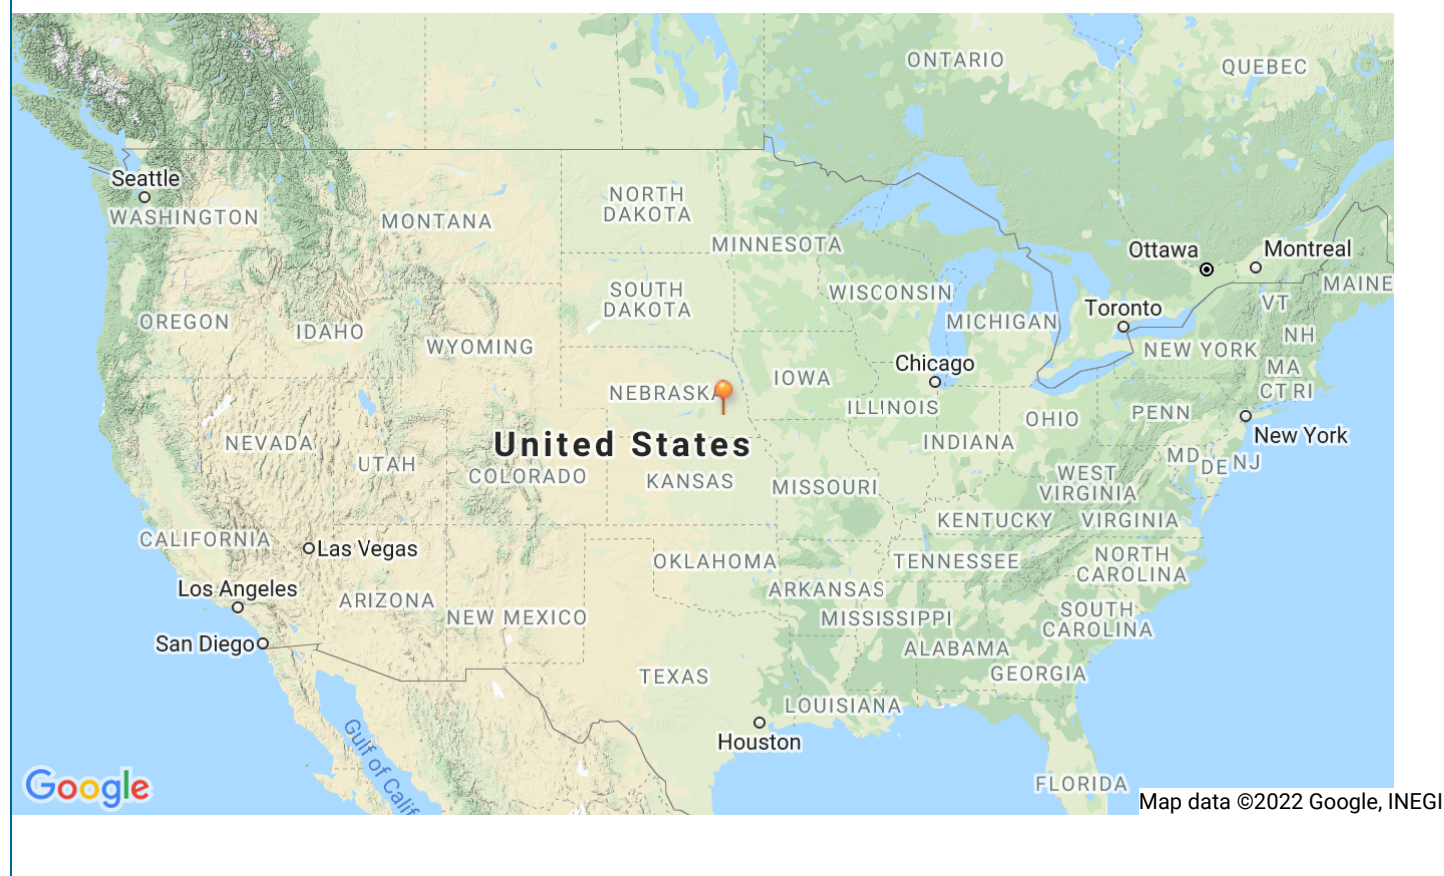 ONTARIO
QUEBEC
Seattle
WASHINGTON
MONTANA
NORTH
DAKOTA
MINNESOTA
Ottawa
Montreal
MAINE
SOUTH
DAKOTA
WISCONSIN
MICHIGAN
Toronto
VT
NH
OREGON
IDAHO
WYOMING
NEW YORK
MA
CT RI
Chicago
IOWA
NEBRASKA
ILLINOIS
OHIO
PENN
New York
NEVADA
United States
INDIANA
MD
DE
NJ
UTAH
COLORADO
KANSAS
MISSOURI
WEST
VIRGINIA
KENTUCKY
VIRGINIA
CALIFORNIA
Las Vegas
OKLAHOMA
TENNESSEE
NORTH
CAROLINA
Los Angeles
ARIZONA
NEW MEXICO
ARKANSAS
MISSISSIPPI
SOUTH
CAROLINA
San Diego
ALABAMA
GEORGIA
TEXAS
LOUISIANA
Houston
Gulf of Calif
FLORIDA
Google
Map data ©2022 Google, INEGI